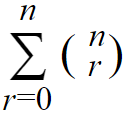 n
∑ (n r)
r=0